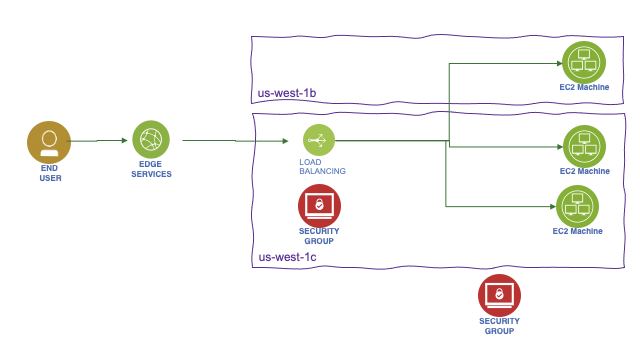 us-west-1b
EC2 Machine
END
USER
EDGE
SERVICES
LOAD
BALANCING
EC2 Machine
SECURITY
GROUP
EC2 Machine
us-west-1c
SECURITY
GROUP